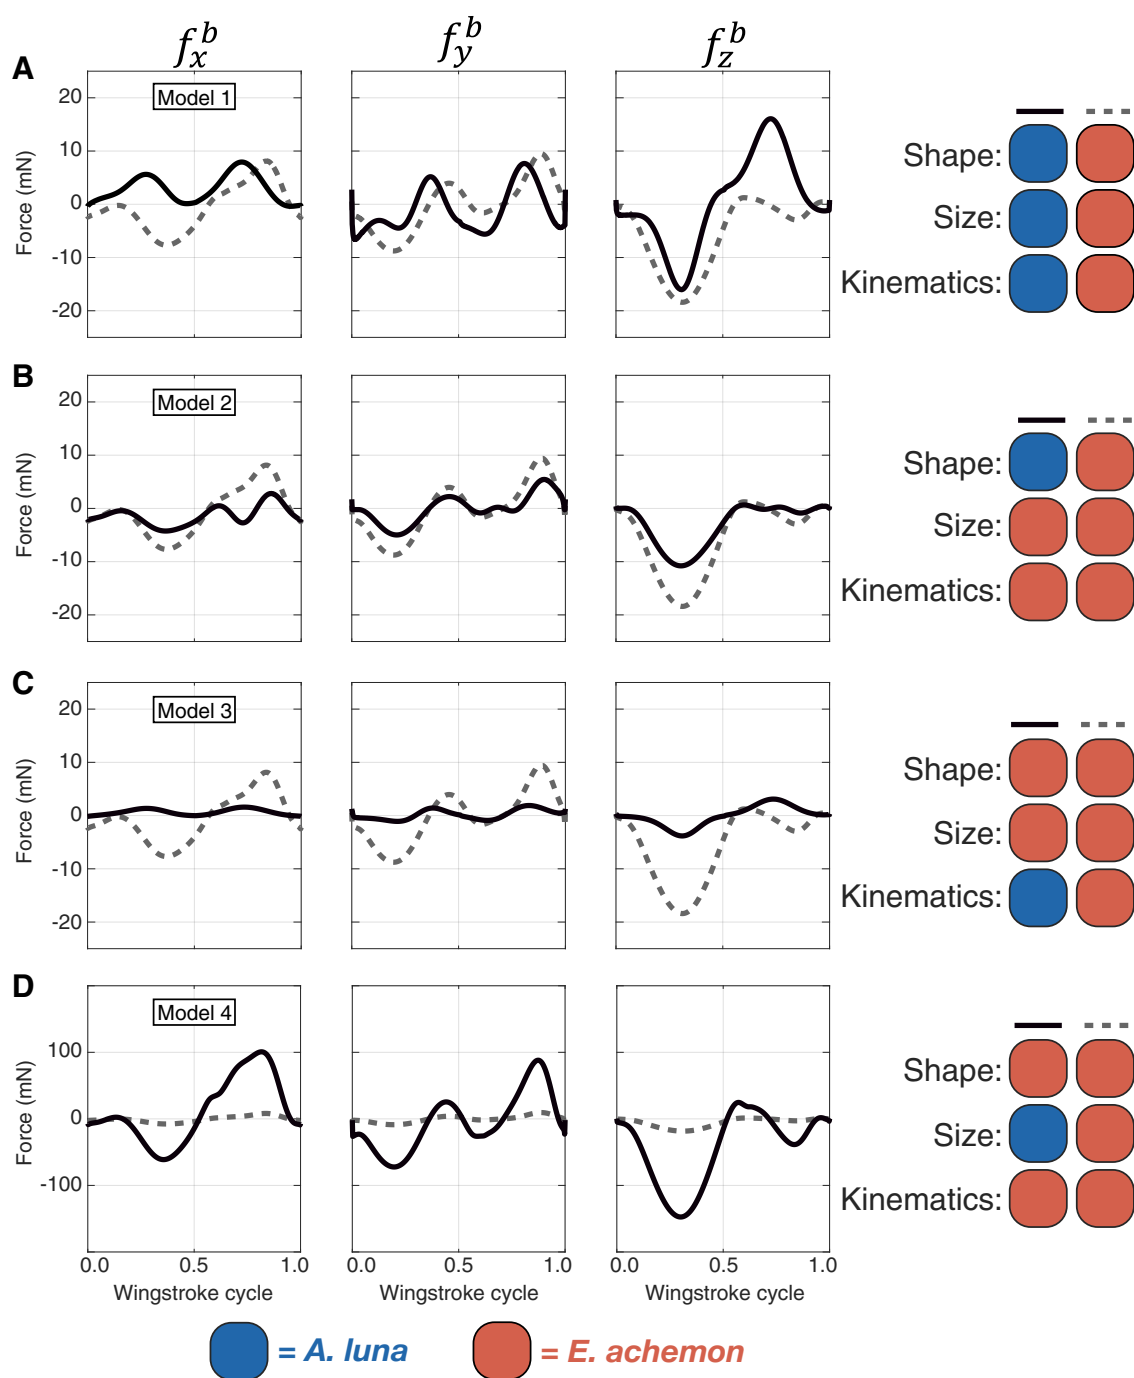 f_x^b f_y^b f_z^b
A
Model 1
Force (mN)
20
10
0
-10
-20
Shape:
Size:
Kinematics:
B
Model 2
Force (mN)
20
10
0
-10
-20
Shape:
Size:
Kinematics:
C
Model 3
Force (mN)
20
10
0
-10
-20
Shape:
Size:
Kinematics:
D
Model 4
Force (mN)
100
0
-100
Shape:
Size:
Kinematics:
0.0 0.5 1.0 0.0 0.5 1.0 0.0 0.5 1.0
Wingstroke cycle Wingstroke cycle Wingstroke cycle
= A. luna = E. achemon